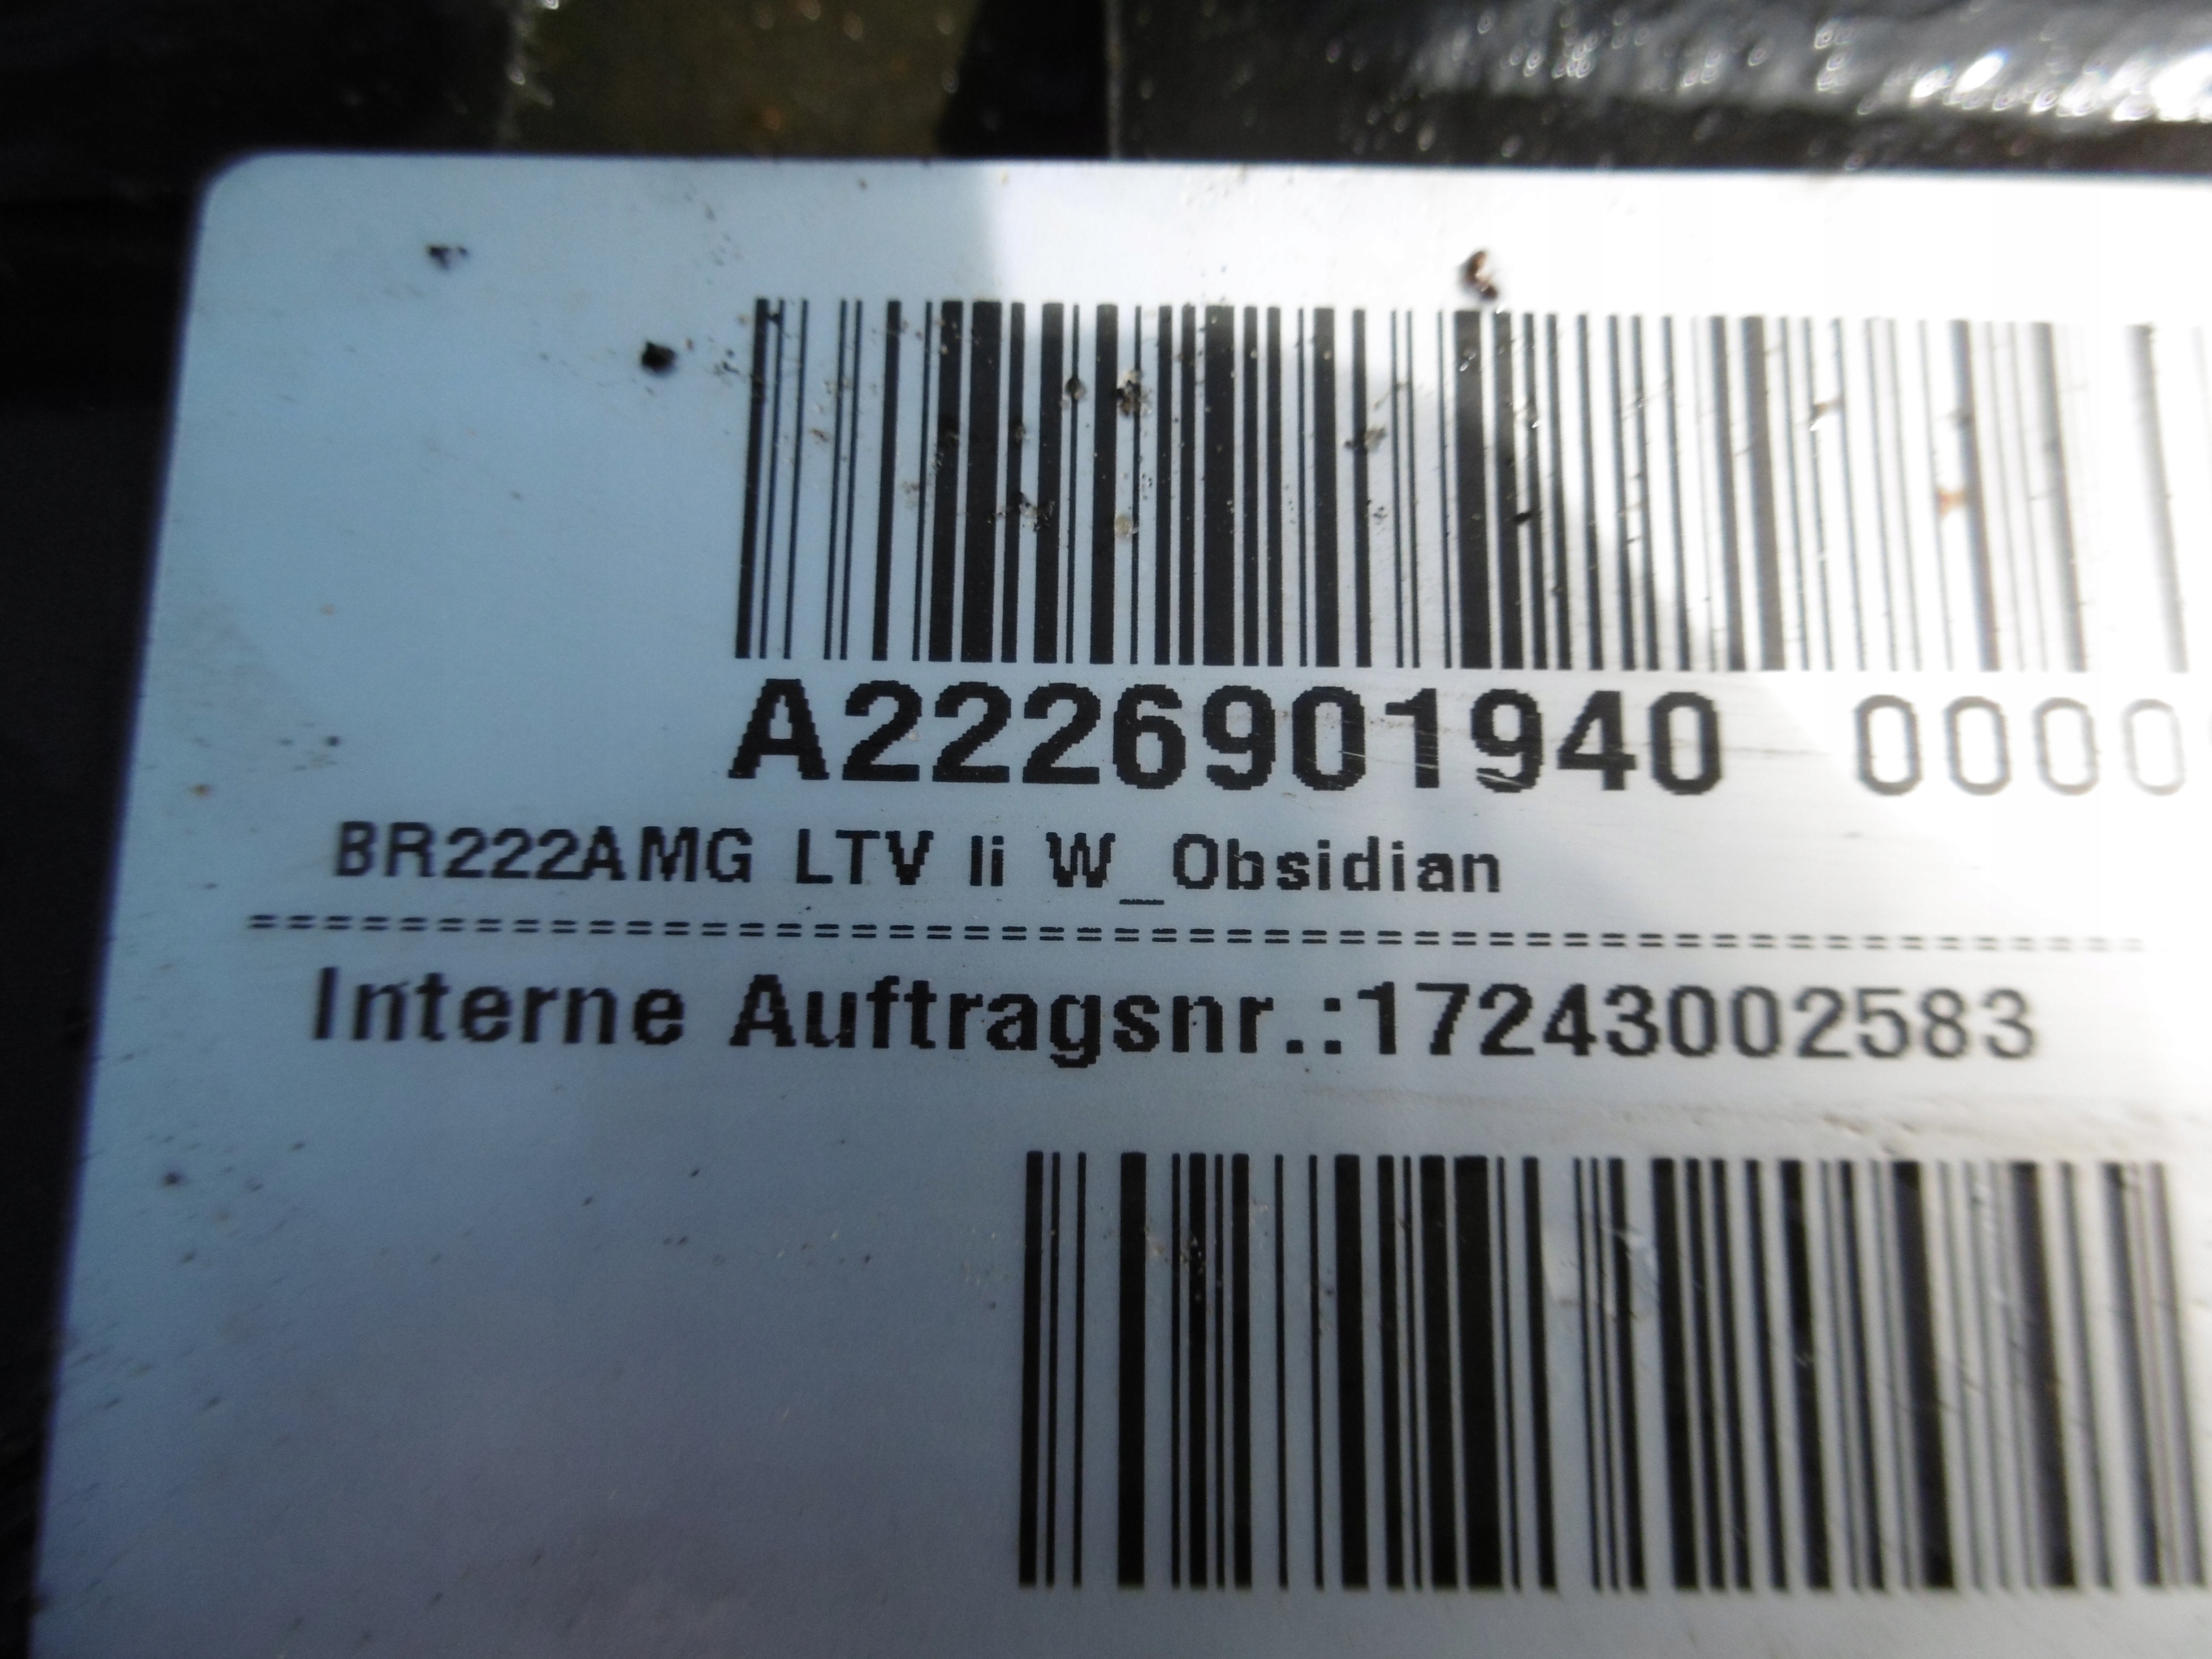 A2226901940 0000
BR222AMG LTV li W_Obsidian
=================================================
Interne Auftragsnr.:17243002583